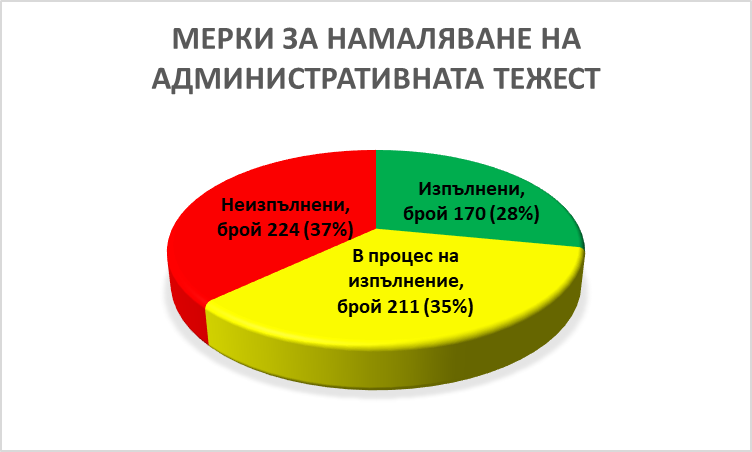 МЕРКИ ЗА НАМАЛЯВАНЕ НА
АДМИНИСТРАТИВНАТА ТЕЖЕСТ
Изпълнени,
брой 170 (28%)
Неизпълнени,
брой 224 (37%)
В процес на
изпълнение,
брой 211 (35%)